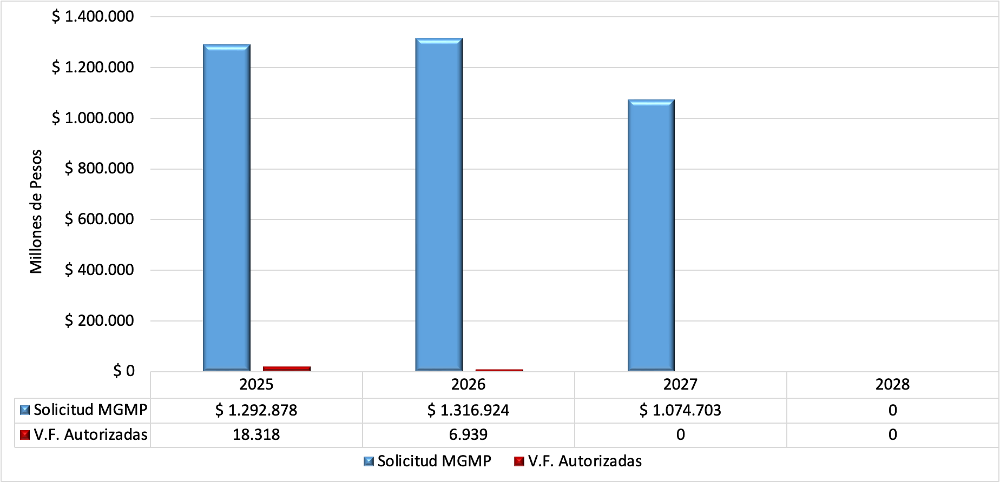 $ 1.400.000
$ 1.200.000
$ 1.000.000
$ 800.000
$ 600.000
$ 400.000
$ 200.000
$ 0
Millones de Pesos
2025 2026 2027 2028
Solicitud MGMP $ 1.292.878 $ 1.316.924 $ 1.074.703 0
V.F. Autorizadas 18.318 6.939 0 0
Solicitud MGMP V.F. Autorizadas